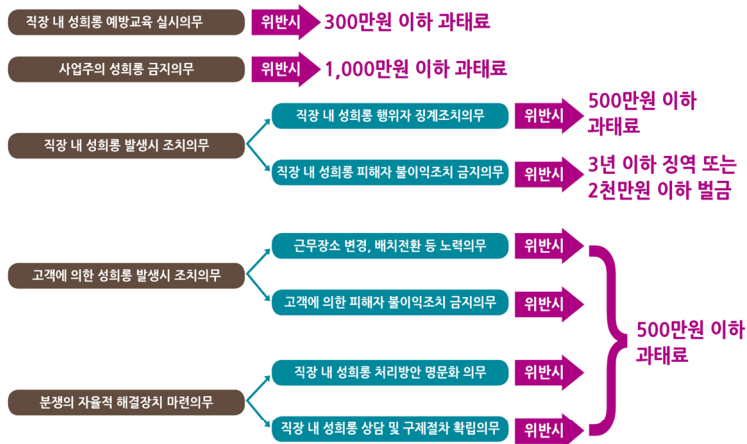 직장 내 성희롱 예방교육 실시의무
위반시
300만원 이하 과태료
사업주의 성희롱 금지의무
위반시
1,000만원 이하 과태료
직장 내 성희롱 발생시 조치의무
직장 내 성희롱 행위자 징계조치의무
위반시
500만원 이하
과태료
직장 내 성희롱 피해자 불이익조치 금지의무
위반시
3년 이하 징역 또는
2천만원 이하 벌금
고객에 의한 성희롱 발생시 조치의무
근무장소 변경, 배치전환 등 노력의무
위반시
고객에 의한 피해자 불이익조치 금지의무
위반시
분쟁의 자율적 해결장치 마련의무
직장 내 성희롱 처리방안 명문화 의무
위반시
직장 내 성희롱 상담 및 구제절차 확립의무
위반시
500만원 이하
과태료